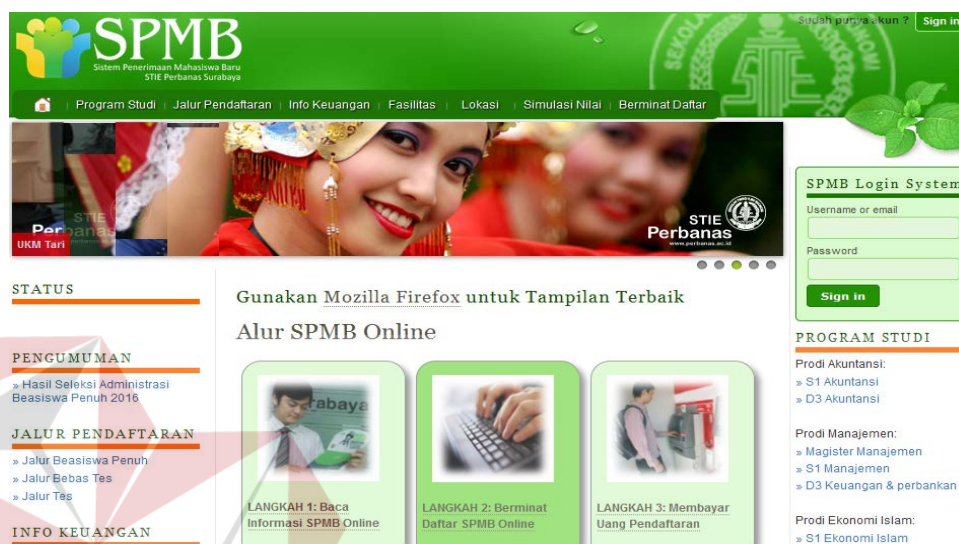 SPMB
Sistem Penerimaan Mahasiswa Baru
STIE Perbanas Surabaya
Sudah punya akun ? Sign in
SEKOL
ONOMI
Program Studi | Jalur Pendaftaran | Info Keuangan | Fasilitas | Lokasi | Simulasi Nilai | Berminat Daftar
STIE
Perbanas
UKM Tari
STIE
Perbanas
www.perbanas.ac.id
SPMB Login System
Username or email
Password
Sign in
STATUS
PENGUMUMAN
» Hasil Seleksi Administrasi
Beasiswa Penuh 2016
JALUR PENDAFTARAN
» Jalur Beasiswa Penuh
» Jalur Bebas Tes
» Jalur Tes
INFO KEUANGAN
Gunakan Mozilla Firefox untuk Tampilan Terbaik
Alur SPMB Online
rabaya
LANGKAH 1: Baca
Informasi SPMB Online
LANGKAH 2: Berminat
Daftar SPMB Online
LANGKAH 3: Membayar
Uang Pendaftaran
PROGRAM STUDI
Prodi Akuntansi:
» S1 Akuntansi
» D3 Akuntansi
Prodi Manajemen:
» Magister Manajemen
» S1 Manajemen
» D3 Keuangan & perbankan
Prodi Ekonomi Islam:
» S1 Ekonomi Islam